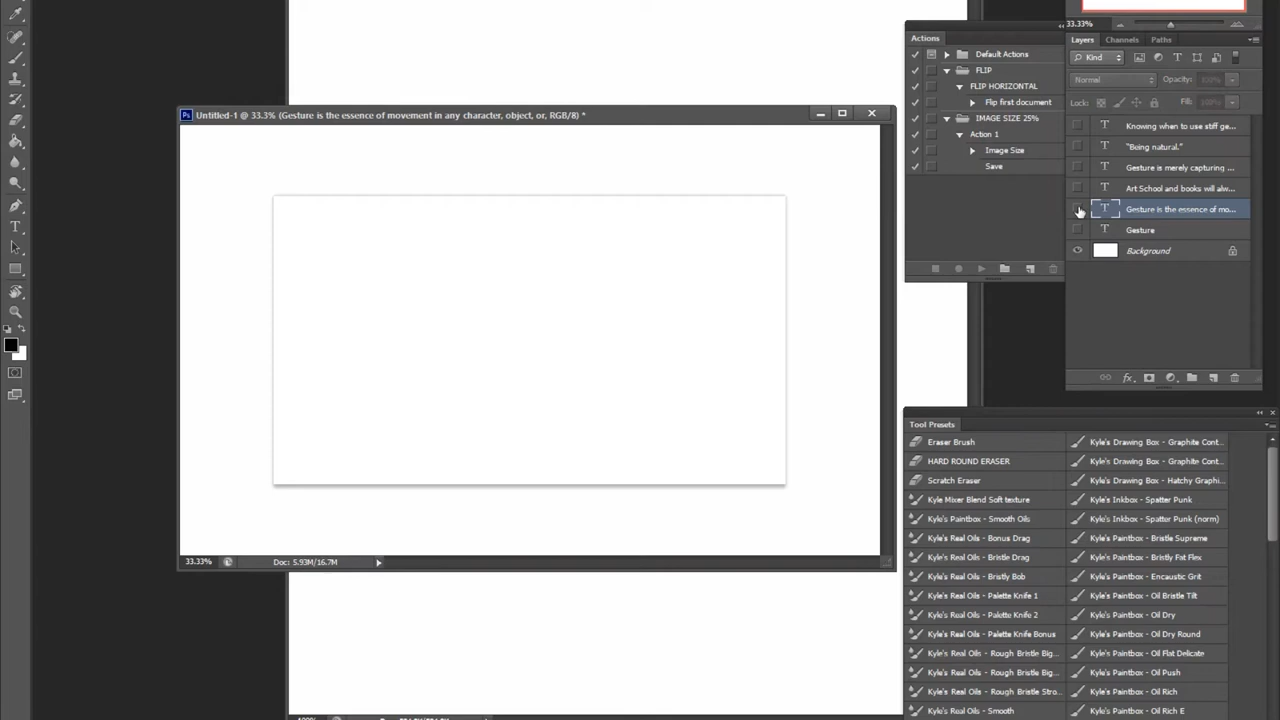 33.33%
Actions
Layers Channels Paths
Default Actions
Kind
FLIP
Normal Opacity: 100%
FLIP HORIZONTAL
Flip first document
Lock: Fill: 100%
Untitled-1 @ 33.3% (Gesture is the essence of movement in any character, object, or, RGB/8) *
IMAGE SIZE 25%
T Knowing when to use stiff ge...
Action 1
T "Being natural."
Image Size
Save
T Gesture is merely capturing ...
T Art School and books will alw...
T Gesture is the essence of mo...
T Gesture
Background
Tool Presets
Eraser Brush Kyle's Drawing Box - Graphite Cont...
HARD ROUND ERASER Kyle's Drawing Box - Graphite Cont...
Scratch Eraser Kyle's Drawing Box - Hatchy Graphi...
Kyle Mixer Blend Soft texture Kyle's Inkbox - Spatter Punk
Kyle's Paintbox - Smooth Oils Kyle's Inkbox - Spatter Punk (norm)
Kyle's Real Oils - Bonus Drag Kyle's Paintbox - Bristle Supreme
Kyle's Real Oils - Bristle Drag Kyle's Paintbox - Bristly Fat Flex
Kyle's Real Oils - Bristly Bob Kyle's Paintbox - Encaustic Grit
Kyle's Real Oils - Palette Knife 1 Kyle's Paintbox - Oil Bristle Tilt
Kyle's Real Oils - Palette Knife 2 Kyle's Paintbox - Oil Dry
Kyle's Real Oils - Palette Knife Bonus Kyle's Paintbox - Oil Dry Round
Kyle's Real Oils - Rough Bristle Big... Kyle's Paintbox - Oil Flat Delicate
Kyle's Real Oils - Rough Bristle Big... Kyle's Paintbox - Oil Push
Kyle's Real Oils - Rough Bristle Stro... Kyle's Paintbox - Oil Rich
Kyle's Real Oils - Smooth Kyle's Paintbox - Oil Rich E
33.33% Doc: 5.93M/16.7M